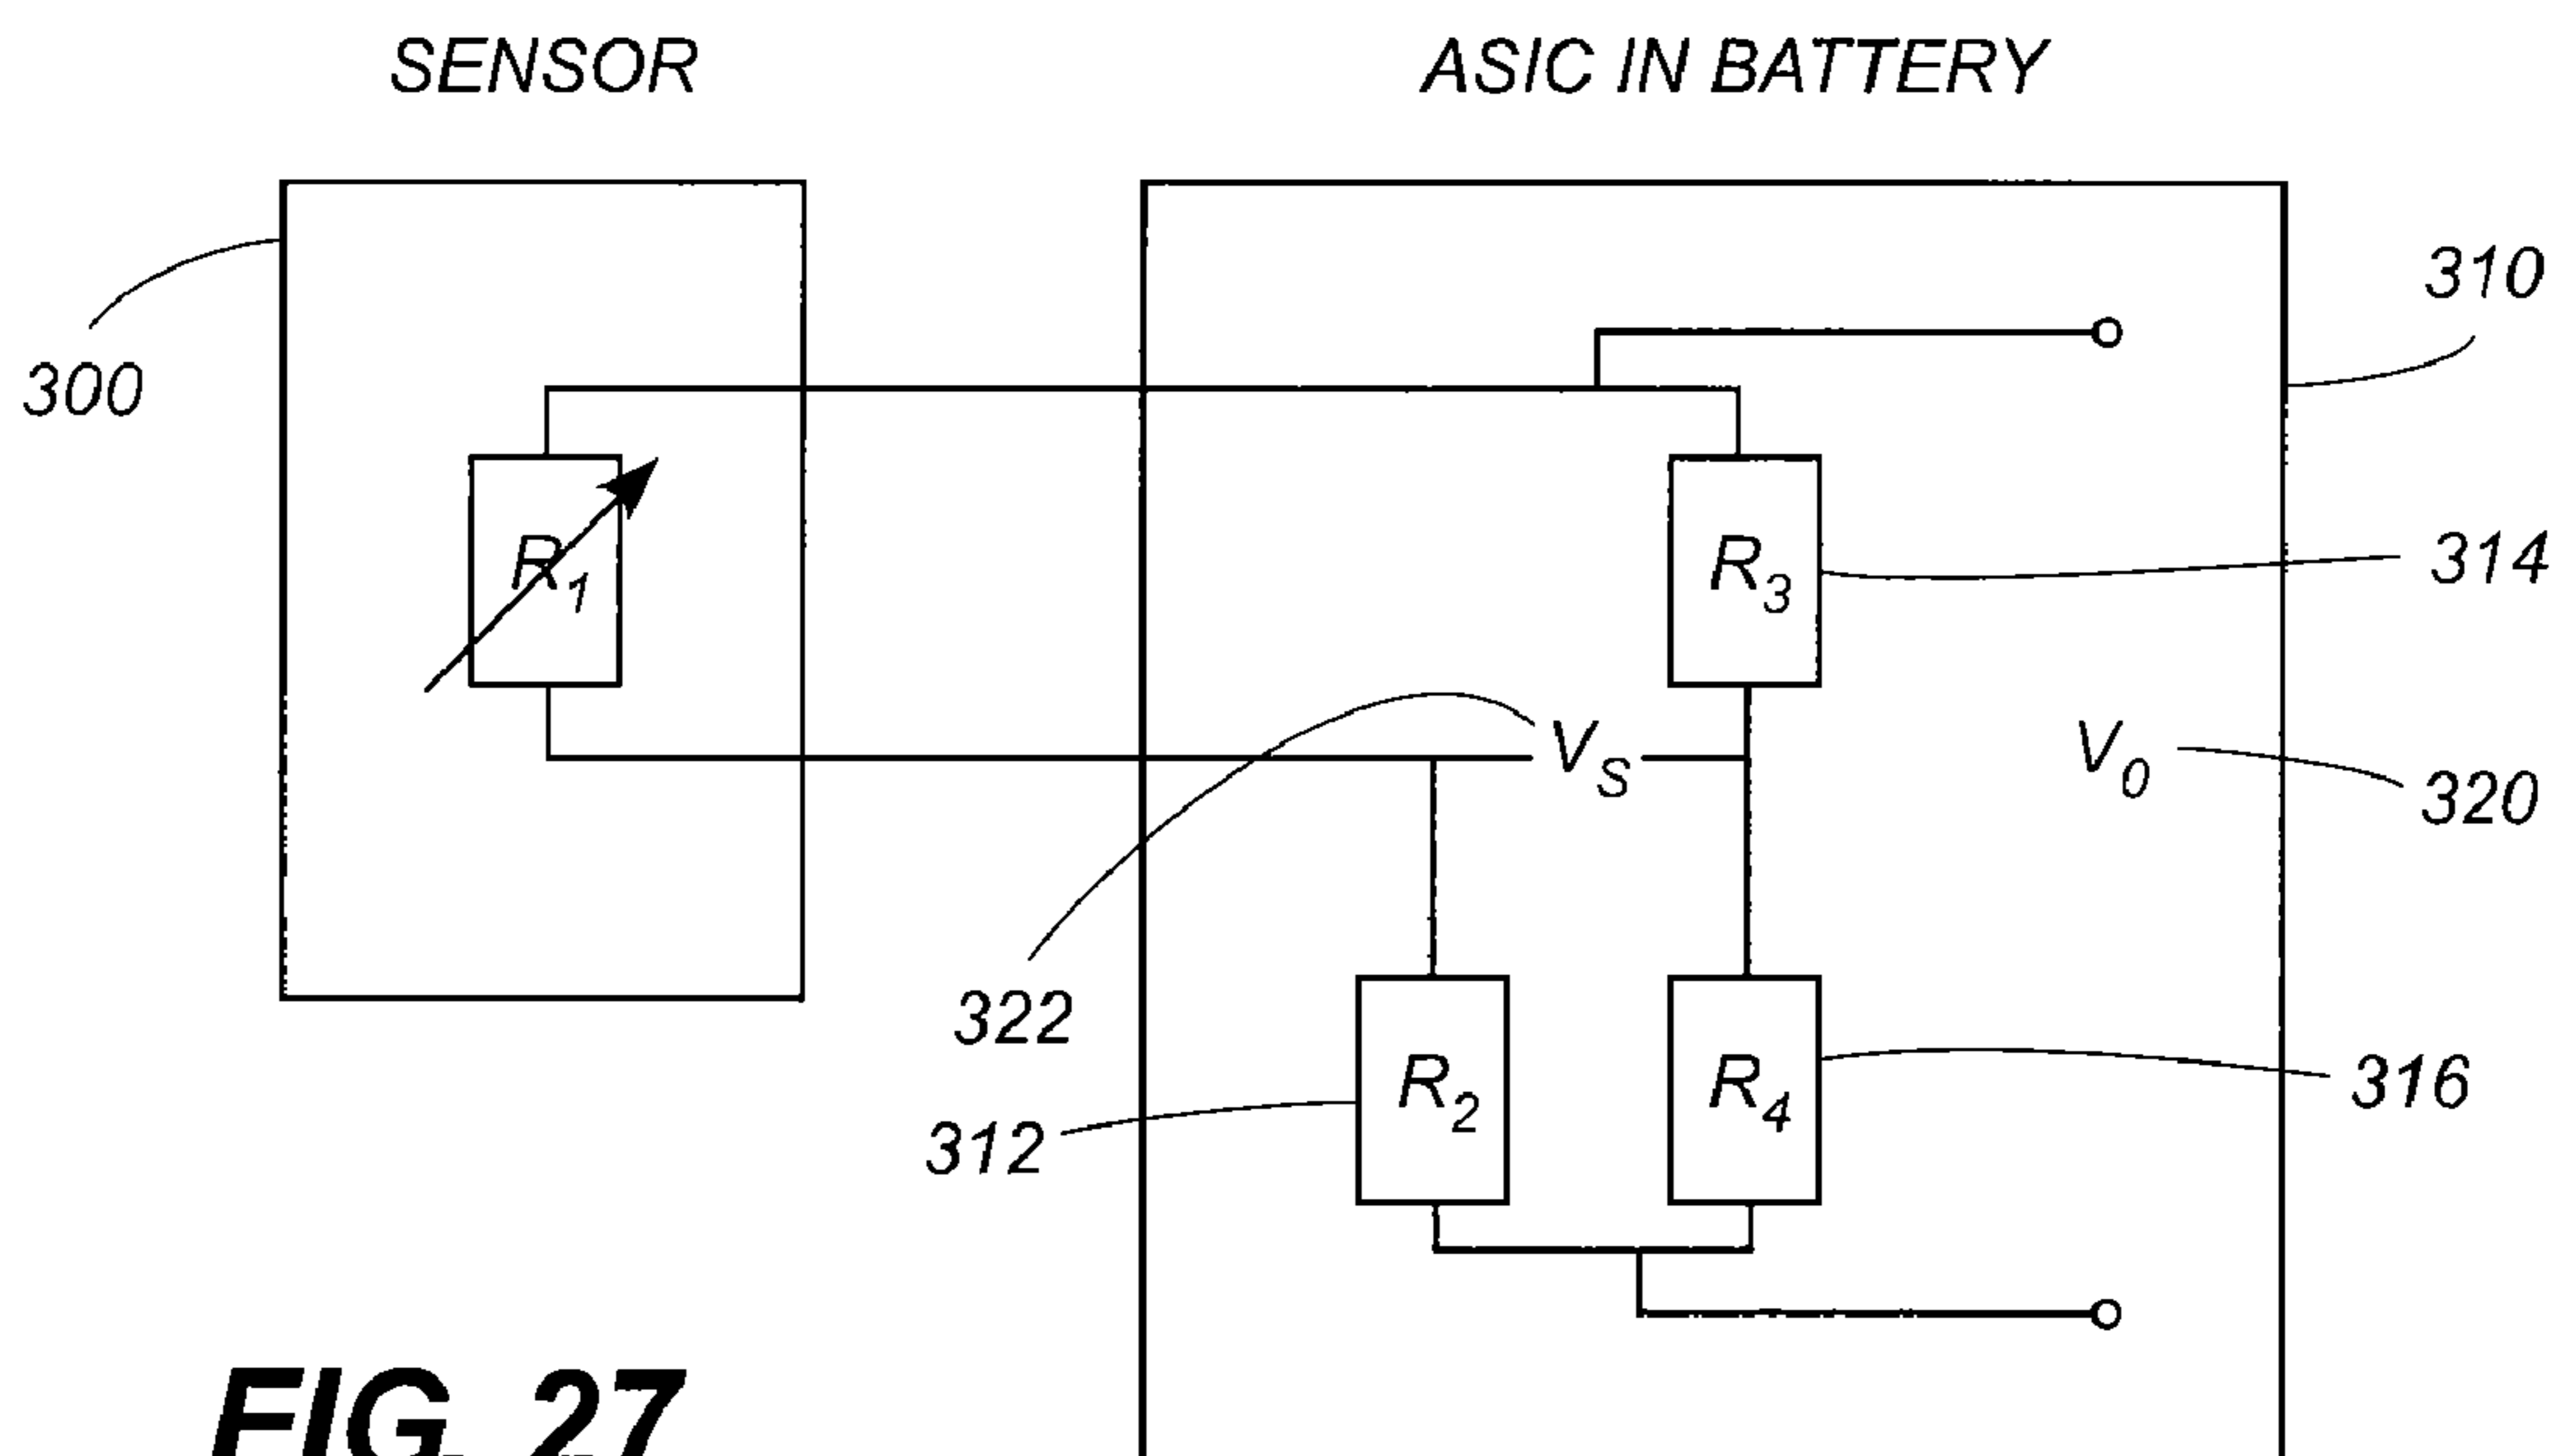 SENSOR
ASIC IN BATTERY
310
300
R1
R3
314
VS
V0
320
322
R2
R4
316
312
FIG. 27